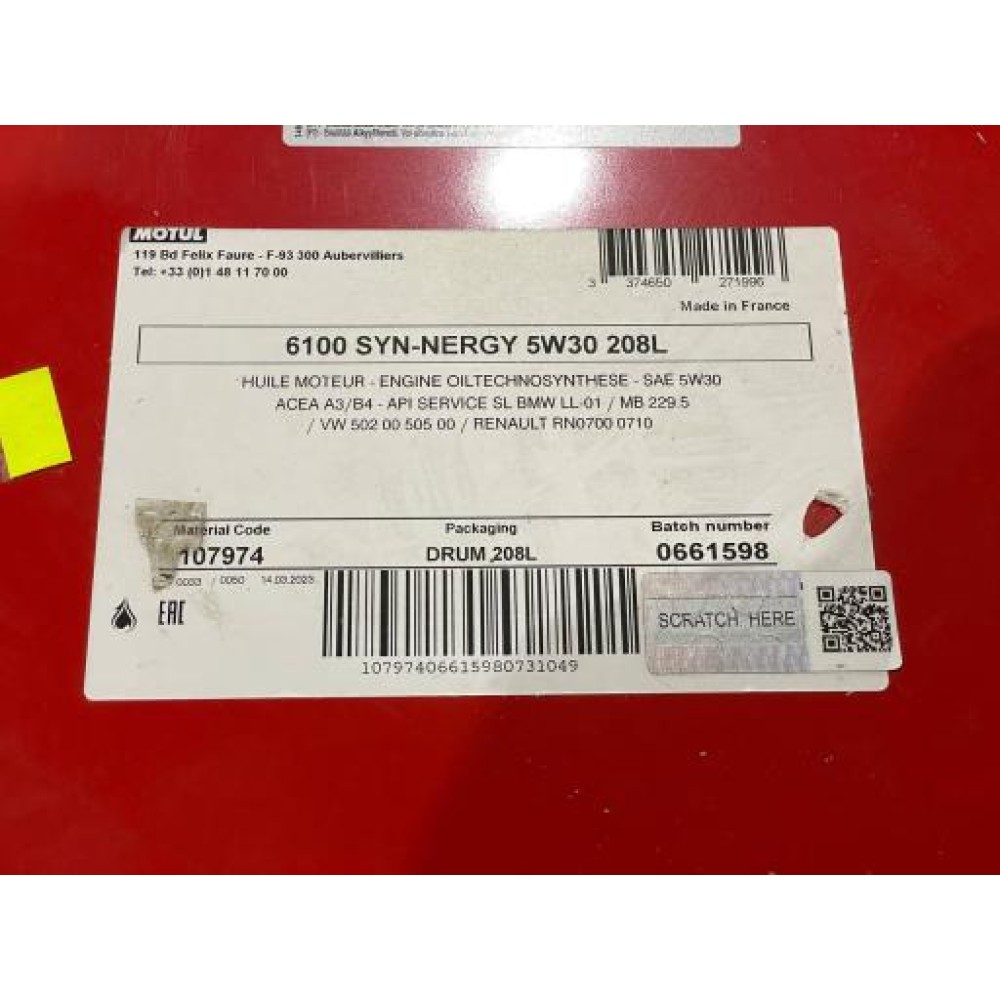 MOTUL
119 Bd Felix Faure - F-93 300 Aubervilliers
Tel: +33 (0)1 48 11 70 00
3 374650 271996
Made in France
6100 SYN-NERGY 5W30 208L
HUILE MOTEUR - ENGINE OILTECHNOSYNTHESE - SAE 5W30
ACEA A3/B4 - API SERVICE SL BMW LL-01 / MB 229.5
/ VW 502 00 505 00 / RENAULT RN0700 0710
Material Code Packaging Batch number
107974 DRUM 208L 0661598
0033 / 0050 14.03.2023
EAC
SCRATCH HERE
10797406615980731049